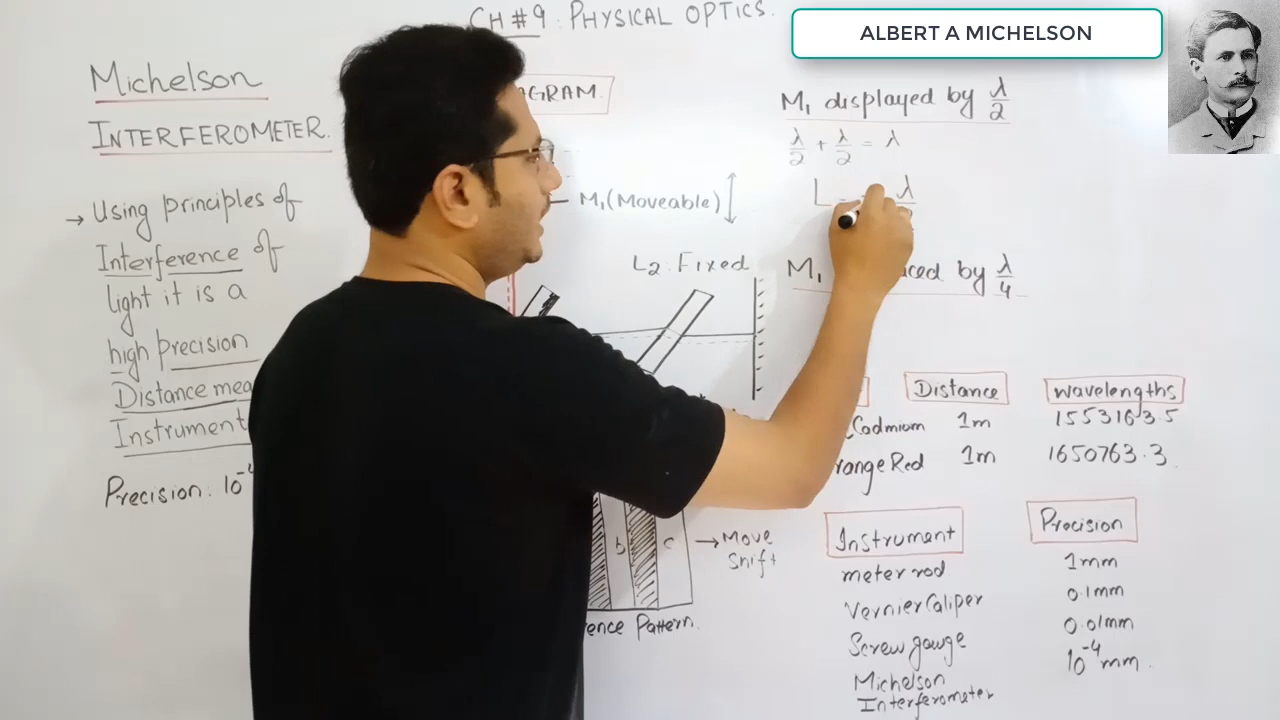 CH # 9 : PHYSICAL OPTICS.
ALBERT A MICHELSON
Michelson
INTERFEROMETER.
→ Using principles of
Interference of
light it is a
high precision
Distance mea
Instrument
Precision: 10⁻⁴
AGRAM
M₁ (Moveable)
L₂ : Fixed
b c
→ Move
Shift
ence Pattern.
M₁ displayed by λ/2
λ/2 + λ/2 = λ
L λ
M₁ aced by λ/4
Distance wavelengths
Cadmium 1m 1553163.5
range Red 1m 1650763.3
Instrument Precision
meter rod 1mm
Vernier Caliper 0.1mm
Screw gauge 0.01mm
Michelson 10⁻⁴mm.
Interferometer